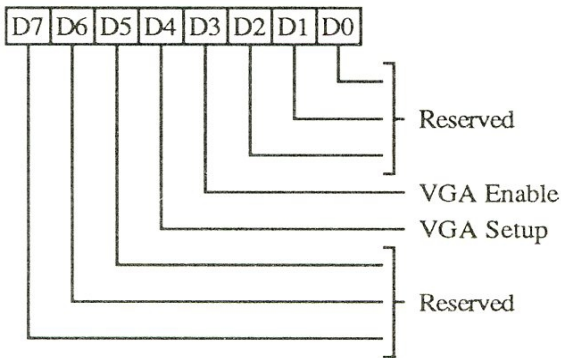 D7 D6 D5 D4 D3 D2 D1 D0
Reserved
VGA Enable
VGA Setup
Reserved